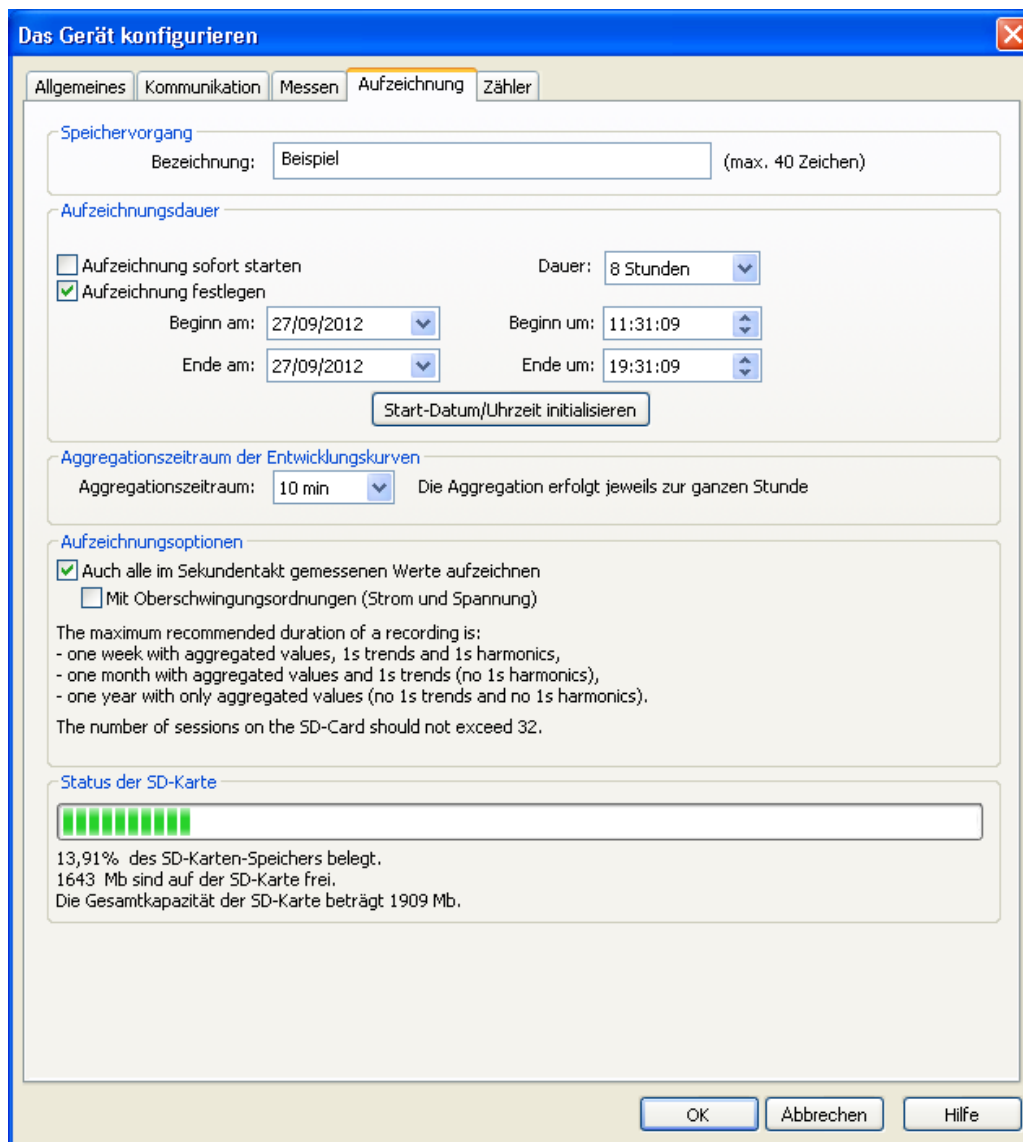 Das Gerät konfigurieren
Allgemeines Kommunikation Messen Aufzeichnung Zähler
Speichervorgang
Bezeichnung: Beispiel (max. 40 Zeichen)
Aufzeichnungsdauer
Aufzeichnung sofort starten Dauer: 8 Stunden
Aufzeichnung festlegen
Beginn am: 27/09/2012 Beginn um: 11:31:09
Ende am: 27/09/2012 Ende um: 19:31:09
Start-Datum/Uhrzeit initialisieren
Aggregationszeitraum der Entwicklungskurven
Aggregationszeitraum: 10 min Die Aggregation erfolgt jeweils zur ganzen Stunde
Aufzeichnungsoptionen
Auch alle im Sekundentakt gemessenen Werte aufzeichnen
Mit Oberschwingungsordnungen (Strom und Spannung)
The maximum recommended duration of a recording is:
- one week with aggregated values, 1s trends and 1s harmonics,
- one month with aggregated values and 1s trends (no 1s harmonics),
- one year with only aggregated values (no 1s trends and no 1s harmonics).
The number of sessions on the SD-Card should not exceed 32.
Status der SD-Karte
13,91% des SD-Karten-Speichers belegt.
1643 Mb sind auf der SD-Karte frei.
Die Gesamtkapazität der SD-Karte beträgt 1909 Mb.
OK Abbrechen Hilfe